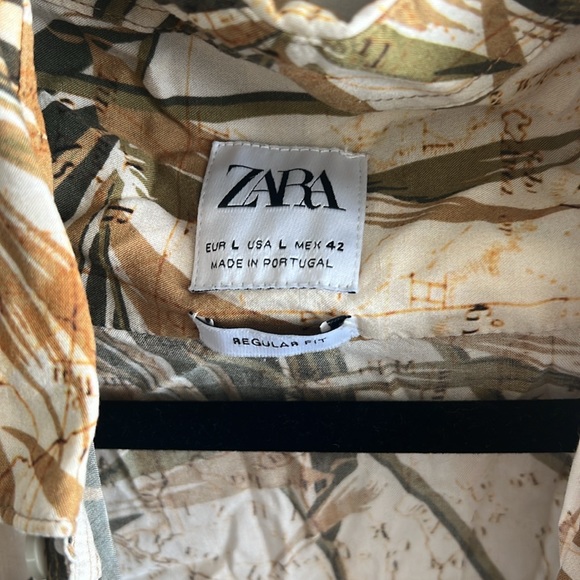 ZARA
EUR L USA L MEX 42
MADE IN PORTUGAL
REGULAR FIT